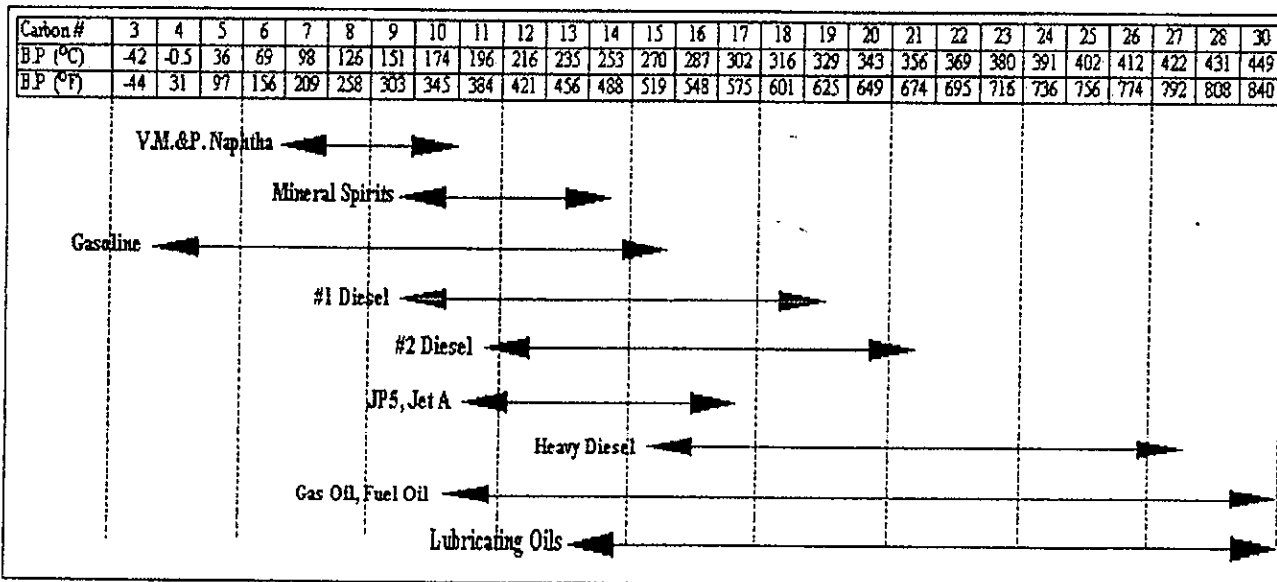 Carbon # 3 4 5 6 7 8 9 10 11 12 13 14 15 16 17 18 19 20 21 22 23 24 25 26 27 28 30
B.P (°C) -42 -0.5 36 69 98 126 151 174 196 216 235 253 270 287 302 316 329 343 356 369 380 391 402 412 422 431 449
B.P (°F) -44 31 97 156 209 258 303 345 384 421 456 488 519 548 575 601 625 649 674 695 716 736 756 774 792 808 840
V.M.&P. Naphtha
Mineral Spirits
Gasoline
#1 Diesel
#2 Diesel
JP5, Jet A
Heavy Diesel
Gas Oil, Fuel Oil
Lubricating Oils